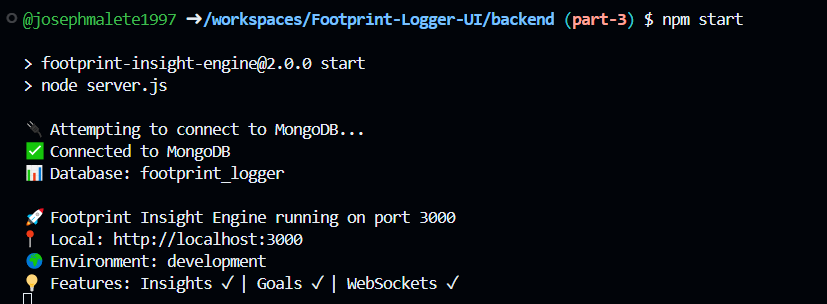 @josephmalete1997 ➜/workspaces/Footprint-Logger-UI/backend (part-3) $ npm start
> footprint-insight-engine@2.0.0 start
> node server.js
🔌 Attempting to connect to MongoDB...
✅ Connected to MongoDB
📊 Database: footprint_logger
🚀 Footprint Insight Engine running on port 3000
📍 Local: http://localhost:3000
🌍 Environment: development
💡 Features: Insights ✓ | Goals ✓ | WebSockets ✓